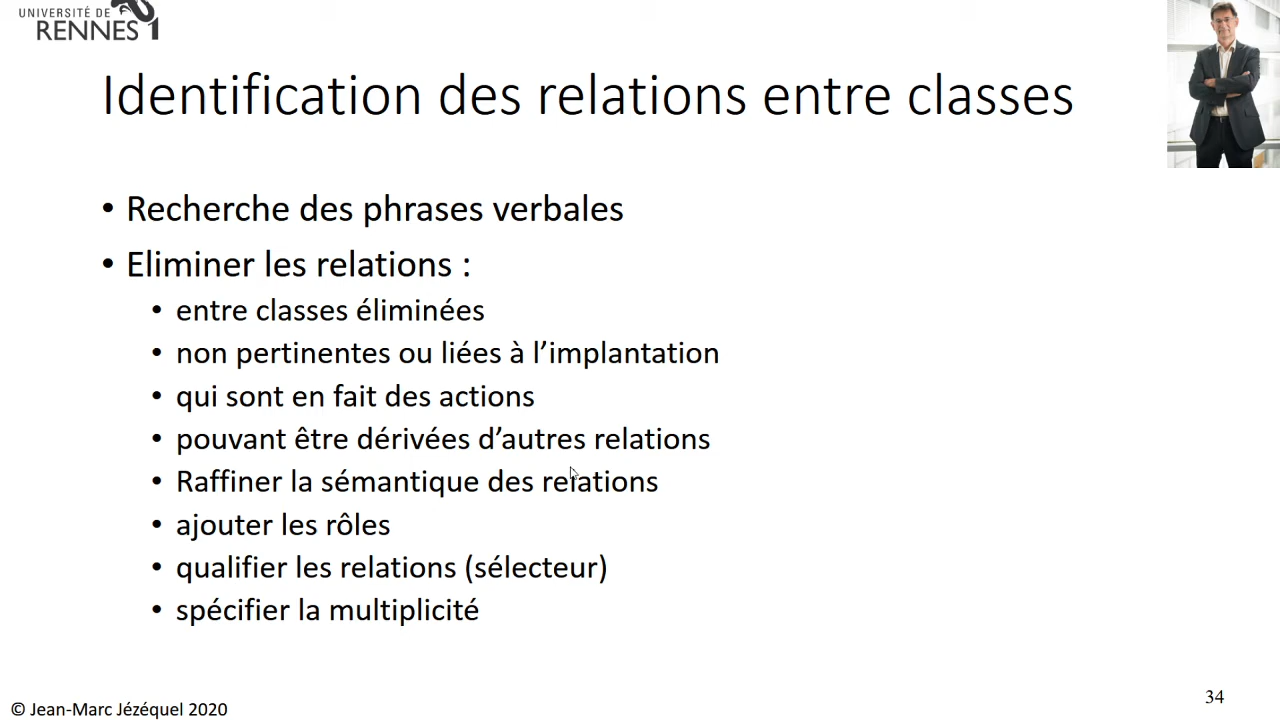 UNIVERSITÉ DE
RENNES 1
Identification des relations entre classes
• Recherche des phrases verbales
• Eliminer les relations :
• entre classes éliminées
• non pertinentes ou liées à l’implantation
• qui sont en fait des actions
• pouvant être dérivées d’autres relations
• Raffiner la sémantique des relations
• ajouter les rôles
• qualifier les relations (sélecteur)
• spécifier la multiplicité
© Jean-Marc Jézéquel 2020
34